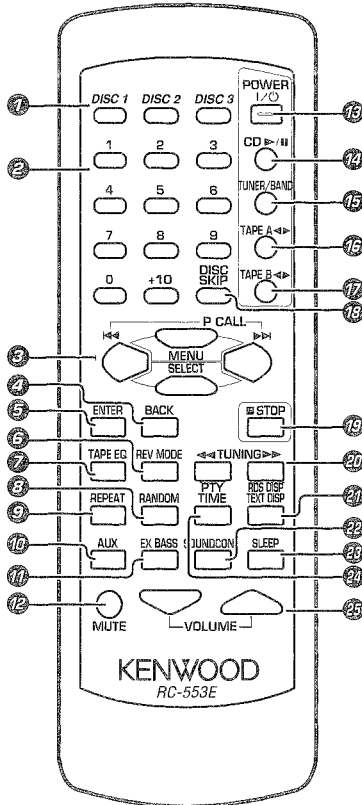 POWER
I/⏻
1 DISC 1 DISC 2 DISC 3 13
CD ▶/II 14
2 1 2 3
TUNER/BAND 15
4 5 6
TAPE A ◀▶ 16
7 8 9
TAPE B ◀▶ 17
0 +10 DISC SKIP 18
P CALL
3 |◀◀ ▶▶|
MENU
SELECT
4
5 ENTER BACK ■ STOP 19
6
7 TAPE EQ REV MODE ◀◀ TUNING ▶▶ 20
8
9 REPEAT RANDOM PTY TIME RDS DISP TEXT DISP 21
22
10 AUX EX BASS SOUNDCON SLEEP 23
11 24
12 MUTE VOLUME 25
KENWOOD
RC-553E